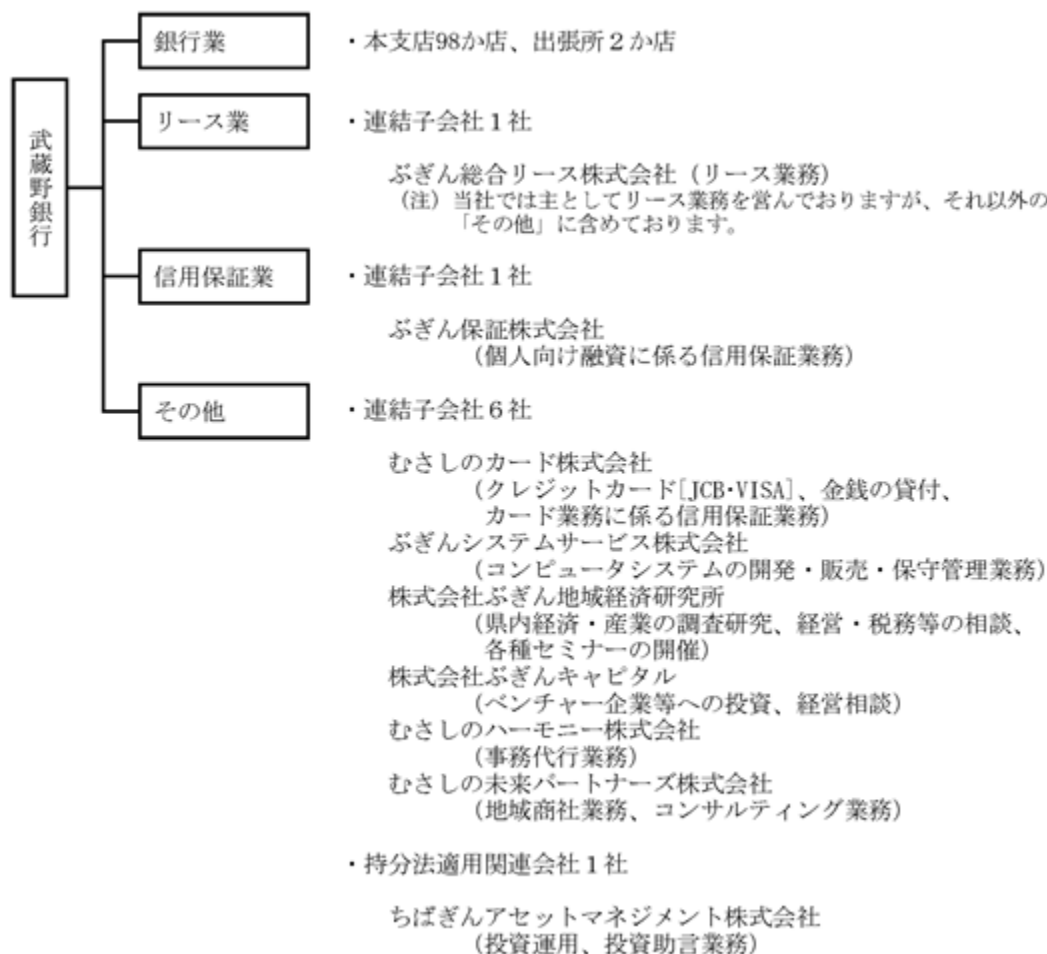 武蔵野銀行
銀行業
・本支店98か店、出張所２か店
リース業
・連結子会社１社
ぶぎん総合リース株式会社（リース業務）
（注）当社では主としてリース業務を営んでおりますが、それ以外の
「その他」に含めております。
信用保証業
・連結子会社１社
ぶぎん保証株式会社
（個人向け融資に係る信用保証業務）
その他
・連結子会社６社
むさしのカード株式会社
（クレジットカード[JCB・VISA]、金銭の貸付、
カード業務に係る信用保証業務）
ぶぎんシステムサービス株式会社
（コンピュータシステムの開発・販売・保守管理業務）
株式会社ぶぎん地域経済研究所
（県内経済・産業の調査研究、経営・税務等の相談、
各種セミナーの開催）
株式会社ぶぎんキャピタル
（ベンチャー企業等への投資、経営相談）
むさしのハーモニー株式会社
（事務代行業務）
むさしの未来パートナーズ株式会社
（地域商社業務、コンサルティング業務）
・持分法適用関連会社１社
ちばぎんアセットマネジメント株式会社
（投資運用、投資助言業務）